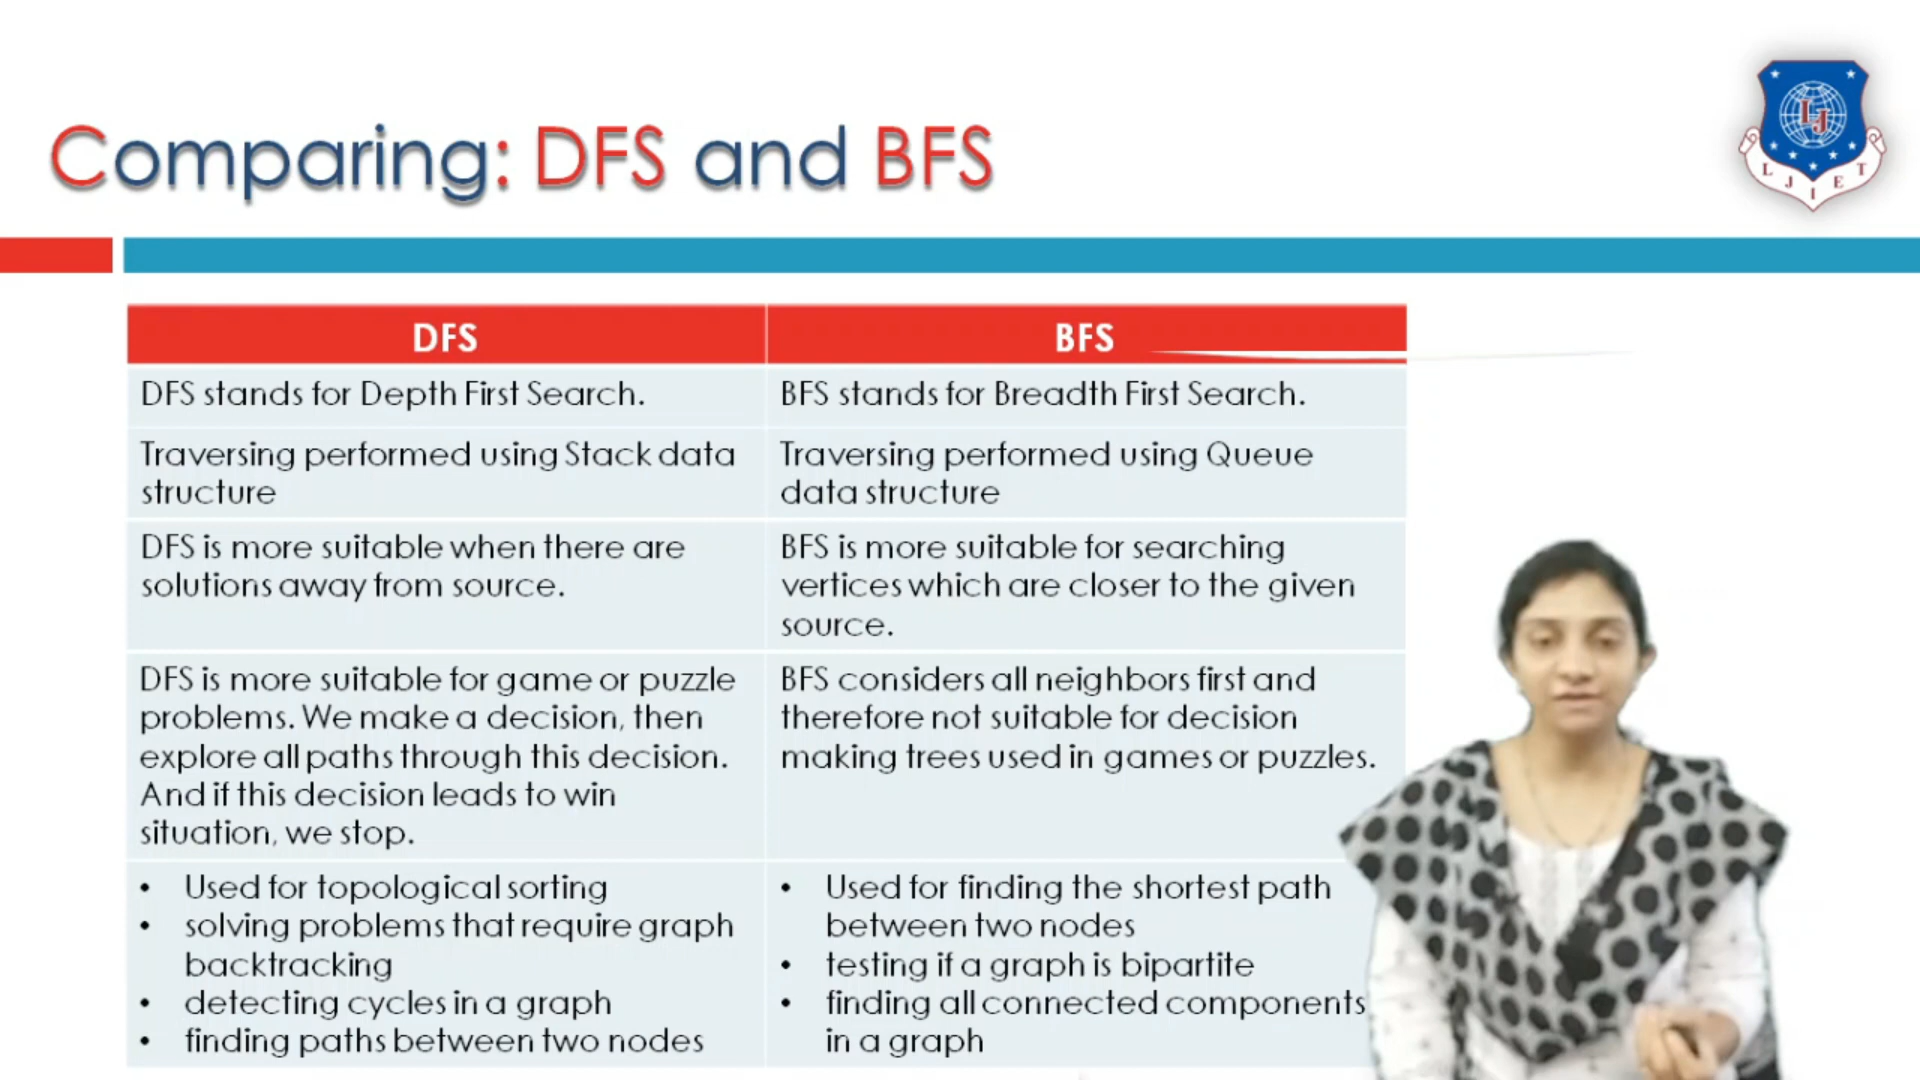 Comparing: DFS and BFS
LJIET
DFS
BFS
DFS stands for Depth First Search.
BFS stands for Breadth First Search.
Traversing performed using Stack data
structure
Traversing performed using Queue
data structure
DFS is more suitable when there are
solutions away from source.
BFS is more suitable for searching
vertices which are closer to the given
source.
DFS is more suitable for game or puzzle
problems. We make a decision, then
explore all paths through this decision.
And if this decision leads to win
situation, we stop.
BFS considers all neighbors first and
therefore not suitable for decision
making trees used in games or puzzles.
• Used for topological sorting
• solving problems that require graph
backtracking
• detecting cycles in a graph
• finding paths between two nodes
• Used for finding the shortest path
between two nodes
• testing if a graph is bipartite
• finding all connected components
in a graph